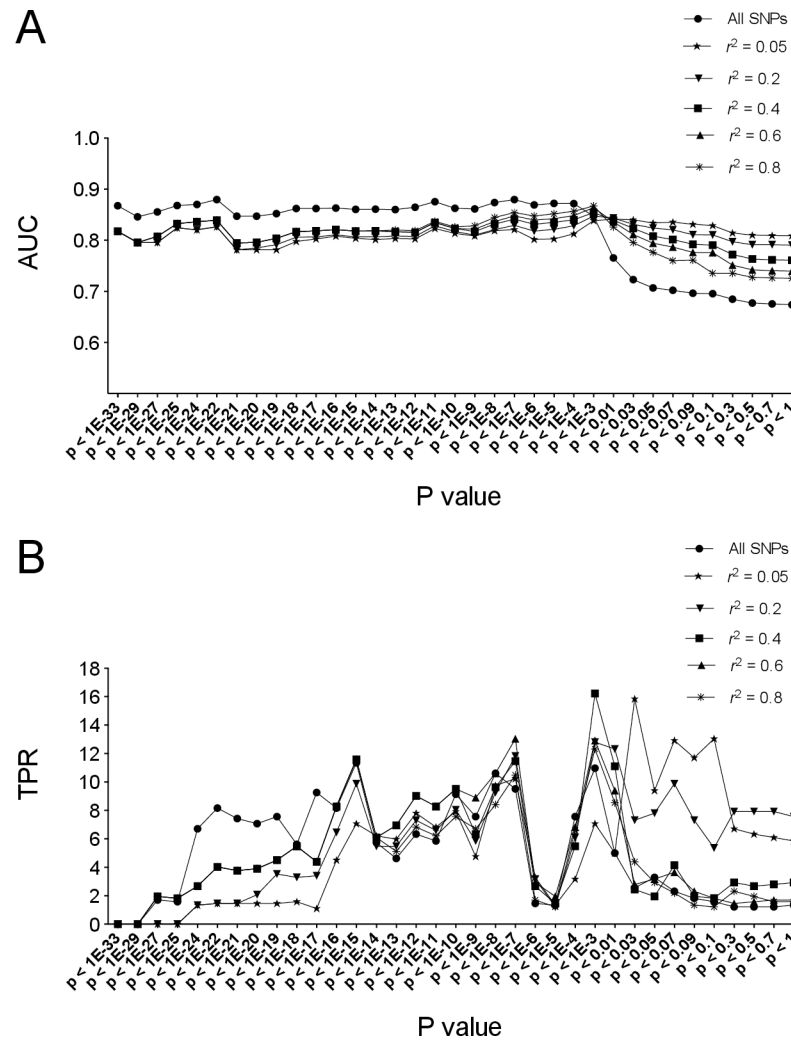 A
All SNPs
r² = 0.05
r² = 0.2
r² = 0.4
r² = 0.6
r² = 0.8
1.0
0.9
0.8
0.7
0.6
AUC
p < 1E-33
p < 1E-29
p < 1E-27
p < 1E-25
p < 1E-24
p < 1E-22
p < 1E-21
p < 1E-20
p < 1E-19
p < 1E-18
p < 1E-17
p < 1E-16
p < 1E-15
p < 1E-14
p < 1E-13
p < 1E-12
p < 1E-11
p < 1E-10
p < 1E-9
p < 1E-8
p < 1E-7
p < 1E-6
p < 1E-5
p < 1E-4
p < 1E-3
p < 0.01
p < 0.03
p < 0.05
p < 0.07
p < 0.09
p < 0.1
p < 0.3
p < 0.5
p < 0.7
p < 1
P value
B
All SNPs
r² = 0.05
r² = 0.2
r² = 0.4
r² = 0.6
r² = 0.8
18
16
14
12
10
8
6
4
2
0
TPR
p < 1E-33
p < 1E-29
p < 1E-27
p < 1E-25
p < 1E-24
p < 1E-22
p < 1E-21
p < 1E-20
p < 1E-19
p < 1E-18
p < 1E-17
p < 1E-16
p < 1E-15
p < 1E-14
p < 1E-13
p < 1E-12
p < 1E-11
p < 1E-10
p < 1E-9
p < 1E-8
p < 1E-7
p < 1E-6
p < 1E-5
p < 1E-4
p < 1E-3
p < 0.01
p < 0.03
p < 0.05
p < 0.07
p < 0.09
p < 0.1
p < 0.3
p < 0.5
p < 0.7
p < 1
P value